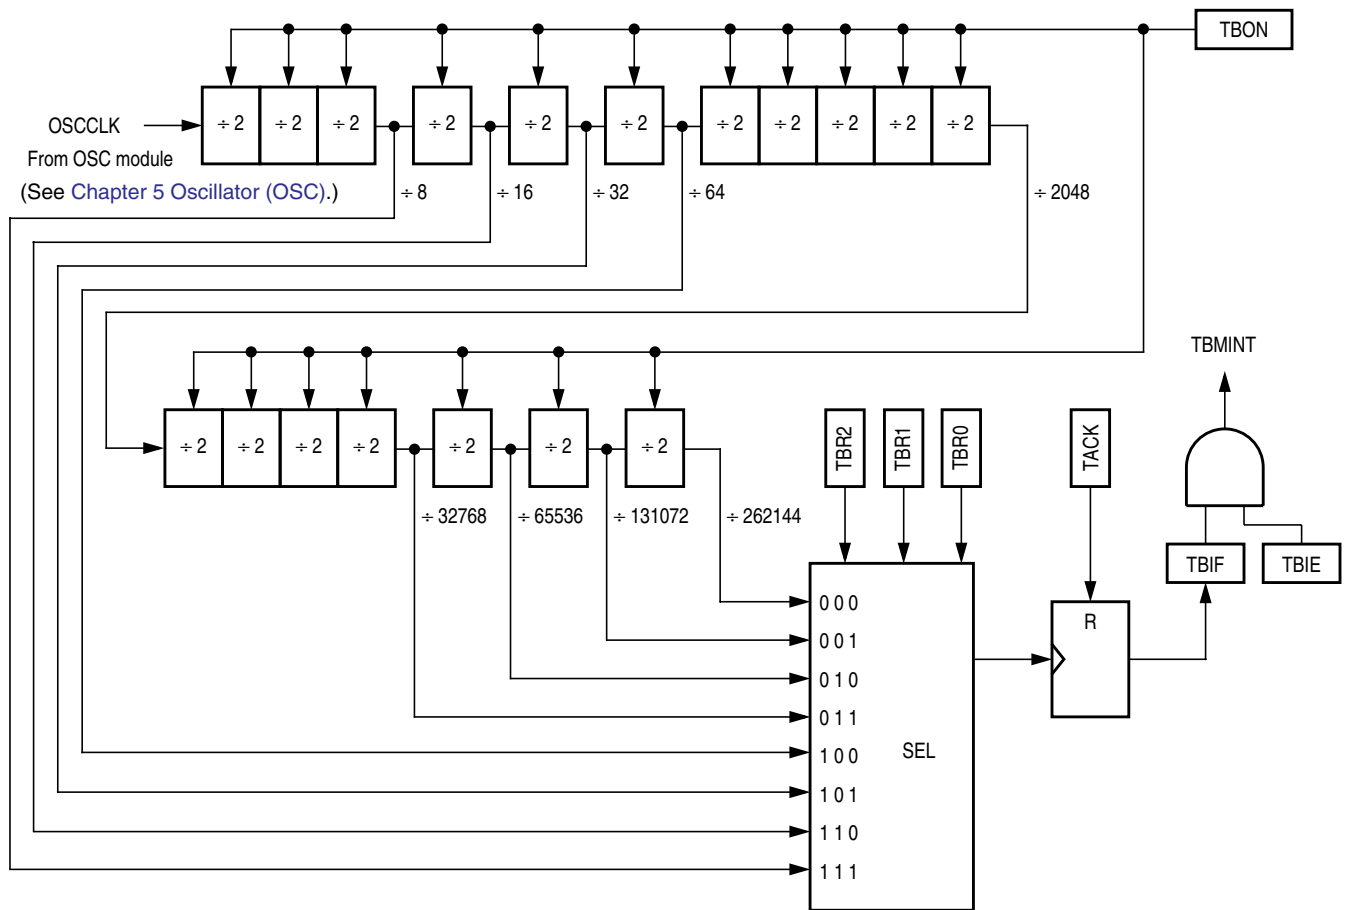 TBON
OSCCLK
÷ 2 ÷ 2 ÷ 2 ÷ 2 ÷ 2 ÷ 2 ÷ 2 ÷ 2 ÷ 2 ÷ 2 ÷ 2
From OSC module
(See Chapter 5 Oscillator (OSC).)
÷ 8 ÷ 16 ÷ 32 ÷ 64 ÷ 2048
TBMINT
÷ 2 ÷ 2 ÷ 2 ÷ 2 ÷ 2 ÷ 2 ÷ 2
TBR2
TBR1
TBR0
TACK
÷ 32768 ÷ 65536 ÷ 131072 ÷ 262144
TBIF TBIE
0 0 0
R
0 0 1
0 1 0
0 1 1
1 0 0
SEL
1 0 1
1 1 0
1 1 1